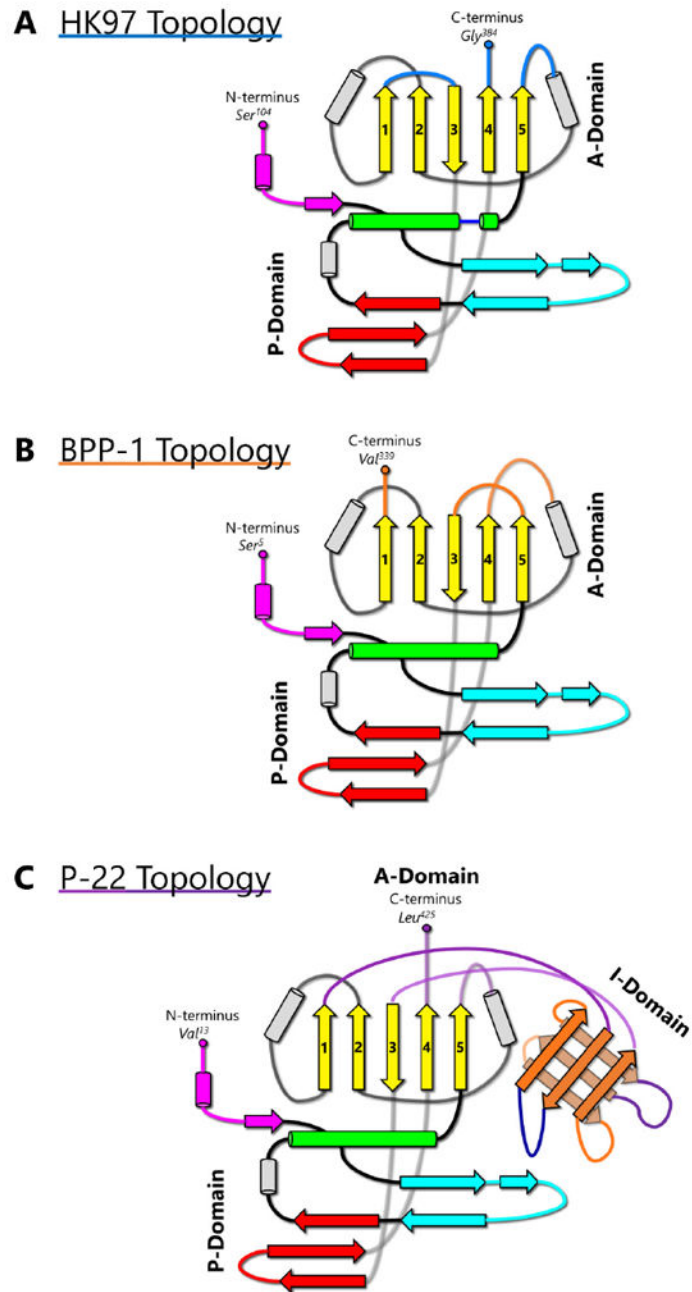 A HK97 Topology
C-terminus
Gly384
N-terminus
Ser104
A-Domain
1 2 3 4 5
P-Domain
B BPP-1 Topology
C-terminus
Val339
N-terminus
Ser5
A-Domain
1 2 3 4 5
P-Domain
C P-22 Topology
A-Domain
C-terminus
Leu425
I-Domain
N-terminus
Val13
1 2 3 4 5
P-Domain